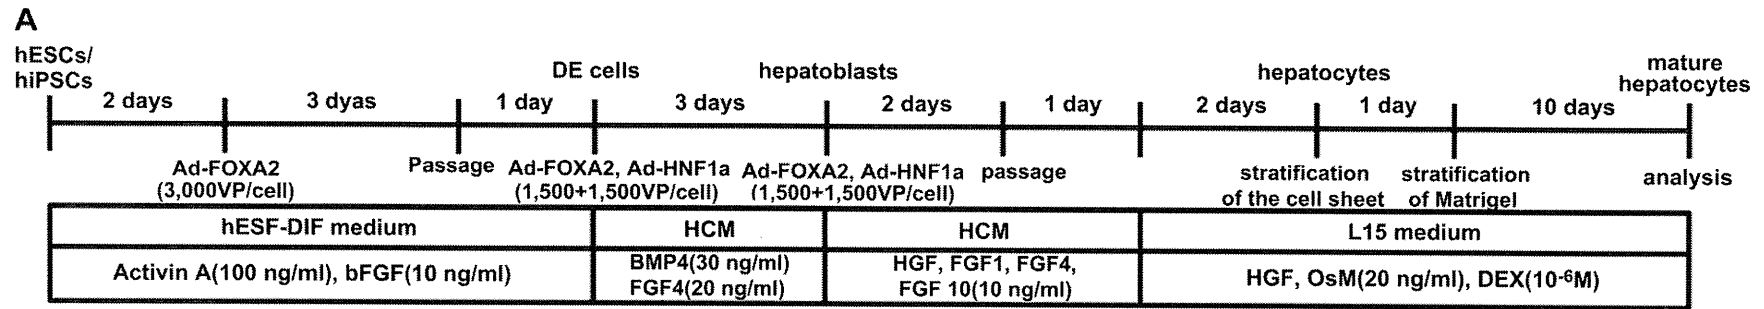 A
hESCs/
hiPSCs
DE cells
hepatoblasts
hepatocytes
mature
hepatocytes
2 days
3 dyas
1 day
3 days
2 days
1 day
2 days
1 day
10 days
Ad-FOXA2
(3,000VP/cell)
Passage
Ad-FOXA2, Ad-HNF1a
(1,500+1,500VP/cell)
Ad-FOXA2, Ad-HNF1a
(1,500+1,500VP/cell)
passage
stratification
of the cell sheet
stratification
of Matrigel
analysis
hESF-DIF medium
HCM
HCM
L15 medium
Activin A(100 ng/ml), bFGF(10 ng/ml)
BMP4(30 ng/ml)
FGF4(20 ng/ml)
HGF, FGF1, FGF4,
FGF 10(10 ng/ml)
HGF, OsM(20 ng/ml), DEX(10-6M)